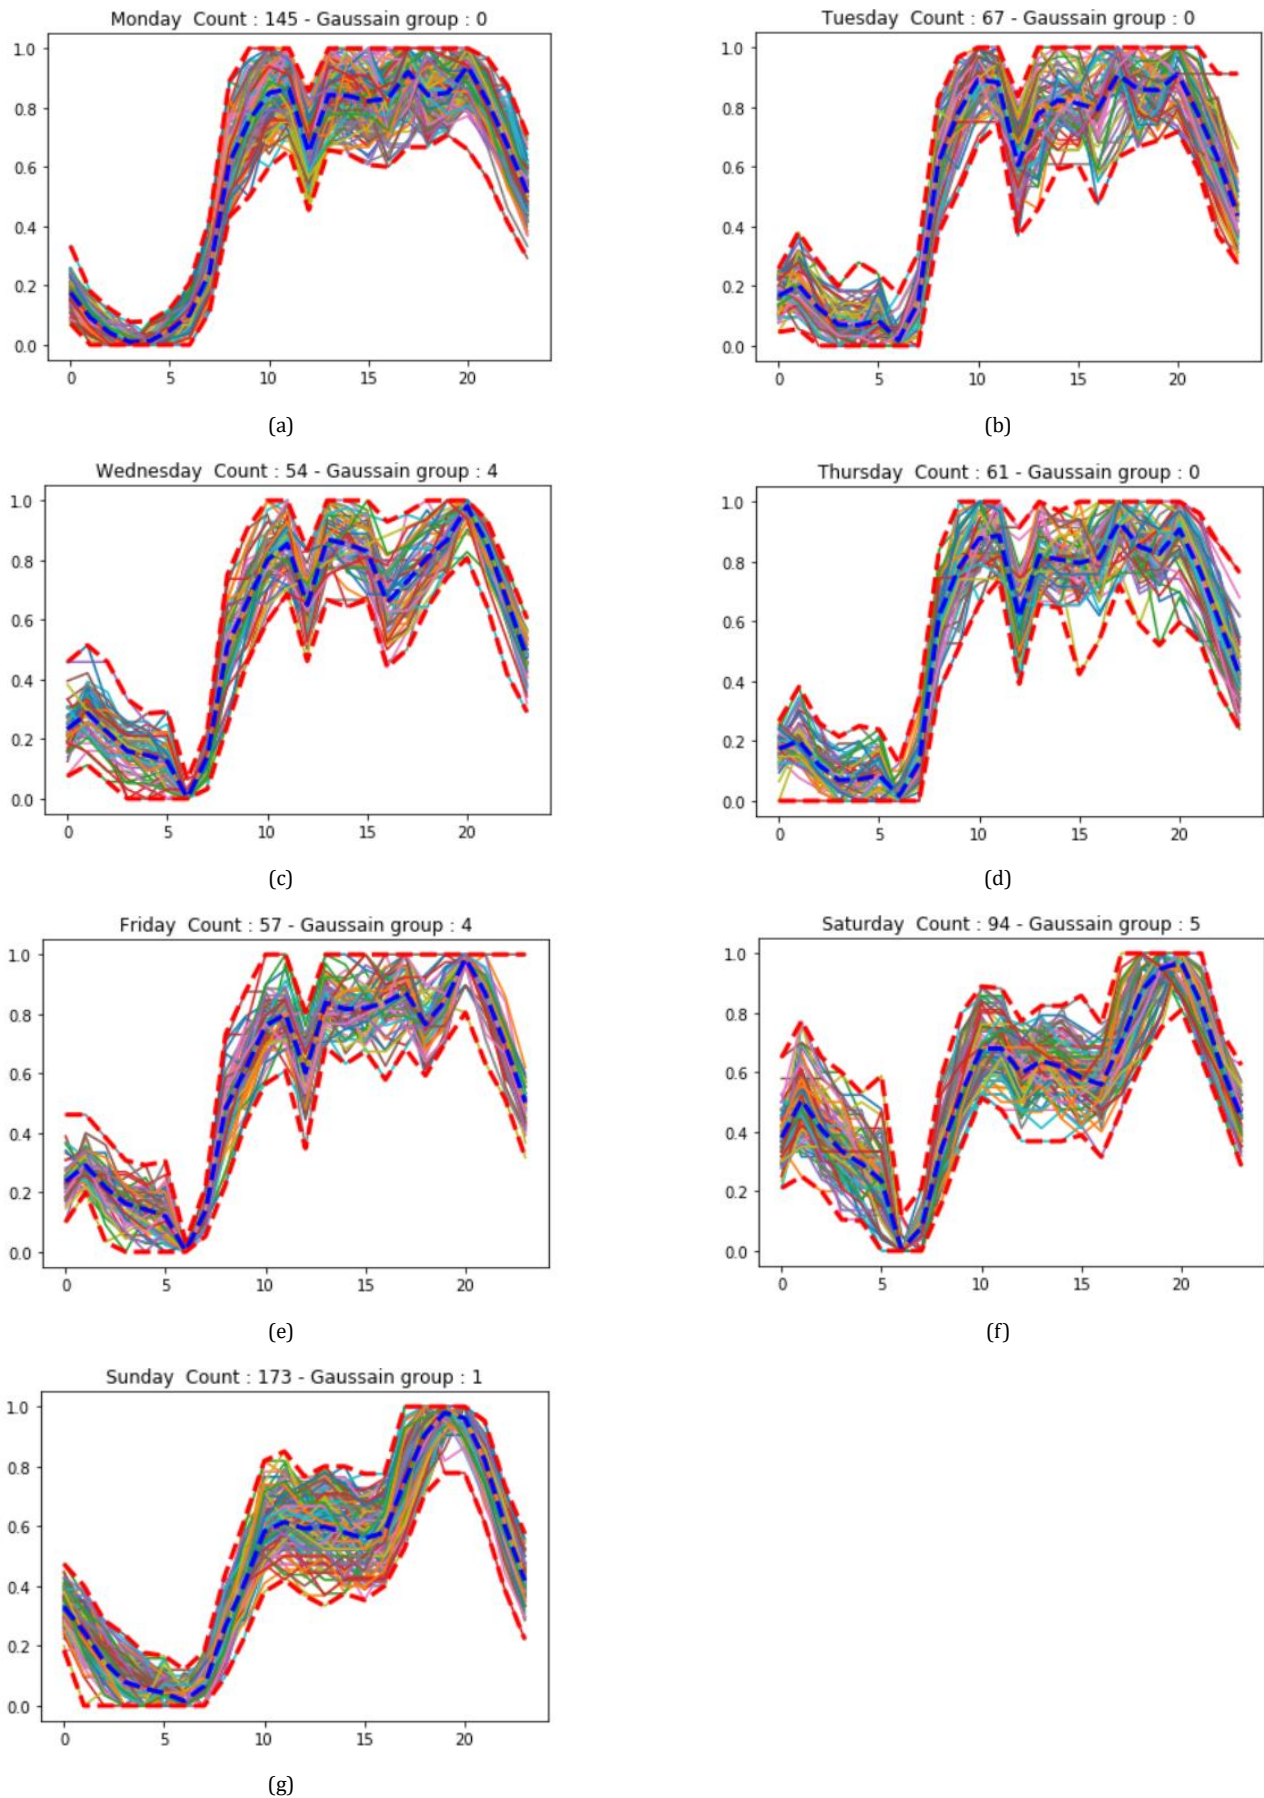 Monday Count : 145 - Gaussain group : 0
1.0
0.8
0.6
0.4
0.2
0.0
0 5 10 15 20
(a)
Tuesday Count : 67 - Gaussain group : 0
1.0
0.8
0.6
0.4
0.2
0.0
0 5 10 15 20
(b)
Wednesday Count : 54 - Gaussain group : 4
1.0
0.8
0.6
0.4
0.2
0.0
0 5 10 15 20
(c)
Thursday Count : 61 - Gaussain group : 0
1.0
0.8
0.6
0.4
0.2
0.0
0 5 10 15 20
(d)
Friday Count : 57 - Gaussain group : 4
1.0
0.8
0.6
0.4
0.2
0.0
0 5 10 15 20
(e)
Saturday Count : 94 - Gaussain group : 5
1.0
0.8
0.6
0.4
0.2
0.0
0 5 10 15 20
(f)
Sunday Count : 173 - Gaussain group : 1
1.0
0.8
0.6
0.4
0.2
0.0
0 5 10 15 20
(g)